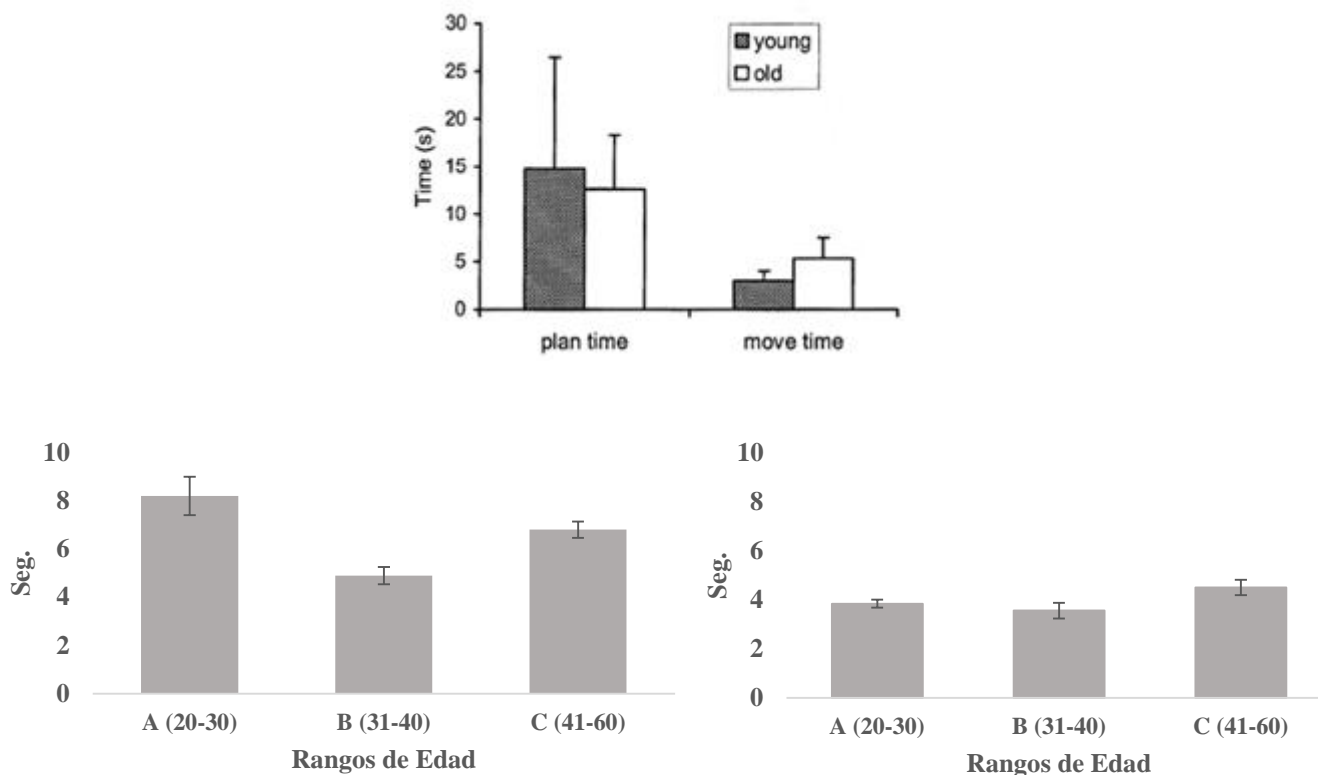 30
25
20
15
10
5
0
Time (s)
young
old
plan time
move time
10
8
6
4
2
0
Seg.
A (20-30) B (31-40) C (41-60)
Rangos de Edad
10
8
6
4
2
0
Seg.
A (20-30) B (31-40) C (41-60)
Rangos de Edad